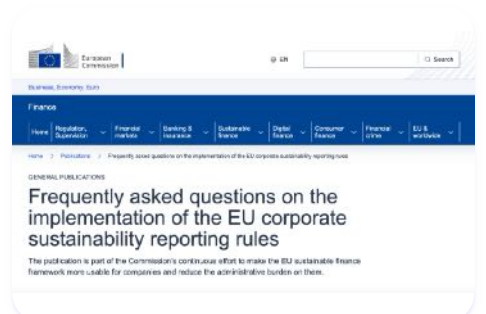 European
Commission
EN
Search
Business, Economy, Euro
Finance
Home
Regulation, Supervision
Financial markets
Banking & insurance
Sustainable finance
Digital finance
Consumer finance
Financial crime
EU & worldwide
Home / Publications / Frequently asked questions on the implementation of the EU corporate sustainability reporting rules
GENERAL PUBLICATIONS
Frequently asked questions on the
implementation of the EU corporate
sustainability reporting rules
The publication is part of the Commission's continuous effort to make the EU sustainable finance
framework more usable for companies and reduce the administrative burden on them.